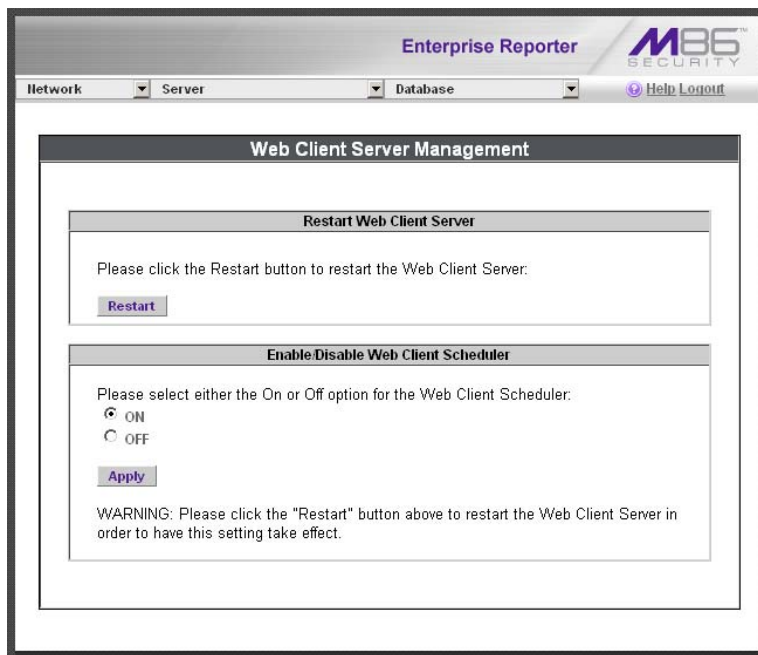 Enterprise Reporter
M86™
SECURITY
Network Server Database Help Logout
Web Client Server Management
Restart Web Client Server
Please click the Restart button to restart the Web Client Server:
Restart
Enable/Disable Web Client Scheduler
Please select either the On or Off option for the Web Client Scheduler:
ON
OFF
Apply
WARNING: Please click the "Restart" button above to restart the Web Client Server in
order to have this setting take effect.